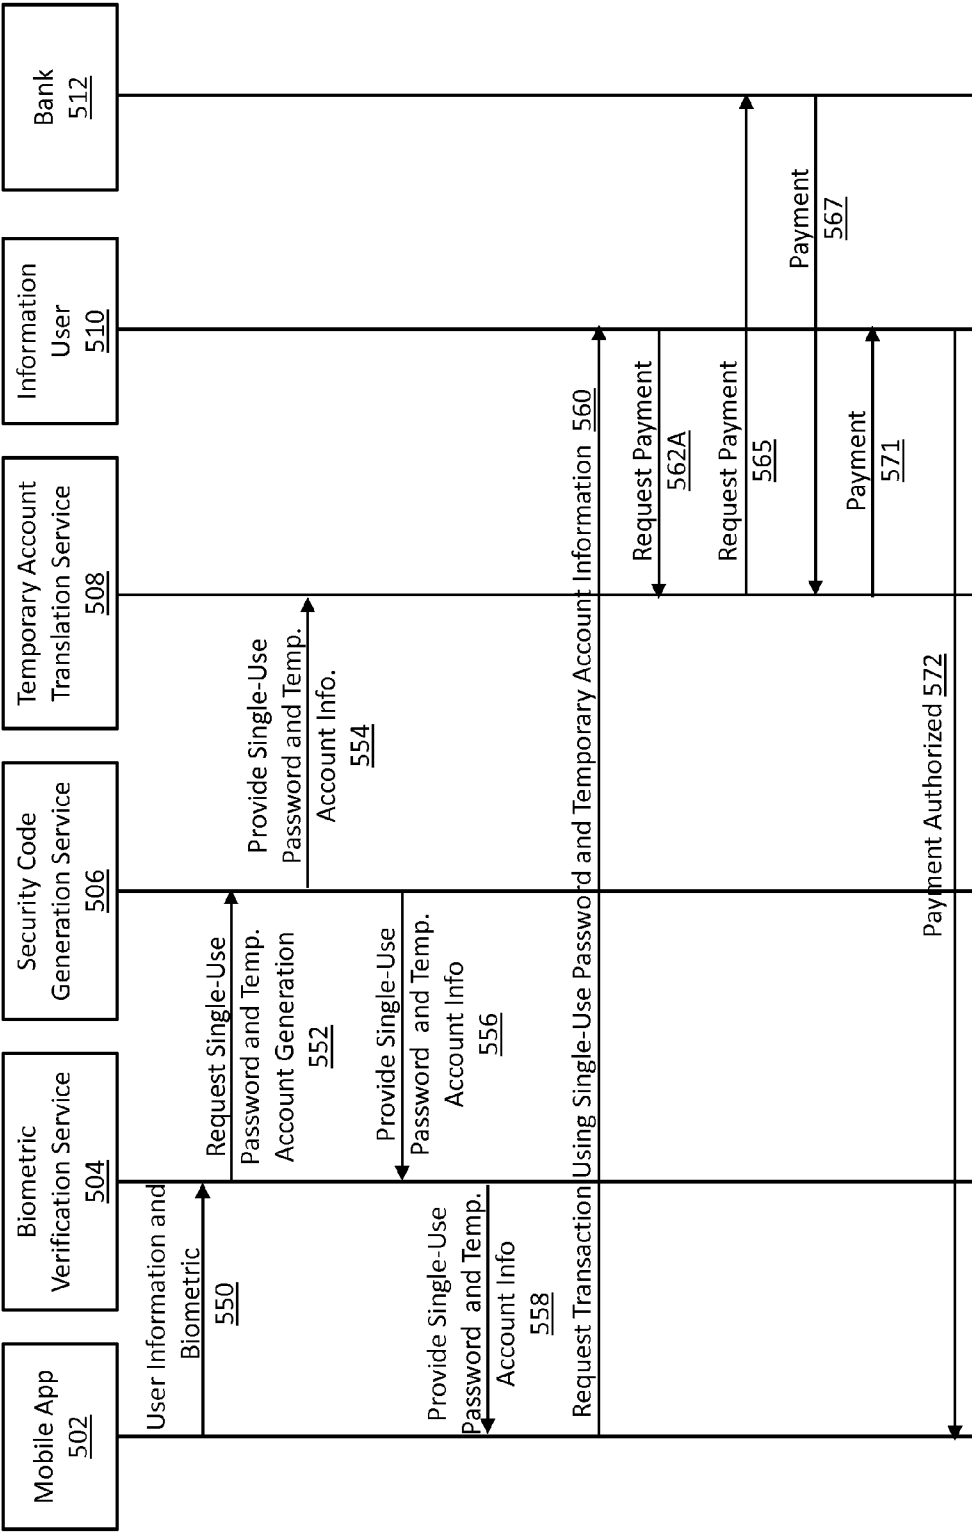 Mobile App
502
Biometric
Verification Service
504
Security Code
Generation Service
506
Temporary Account
Translation Service
508
Information
User
510
Bank
512
User Information and
Biometric
550
Request Single-Use
Password and Temp.
Account Generation
552
Provide Single-Use
Password and Temp.
Account Info.
554
Provide Single-Use
Password and Temp.
Account Info
556
Provide Single-Use
Password and Temp.
Account Info
558
Request Transaction Using Single-Use Password and Temporary Account Information 560
Request Payment
562A
Request Payment
565
Payment
567
Payment
571
Payment Authorized 572